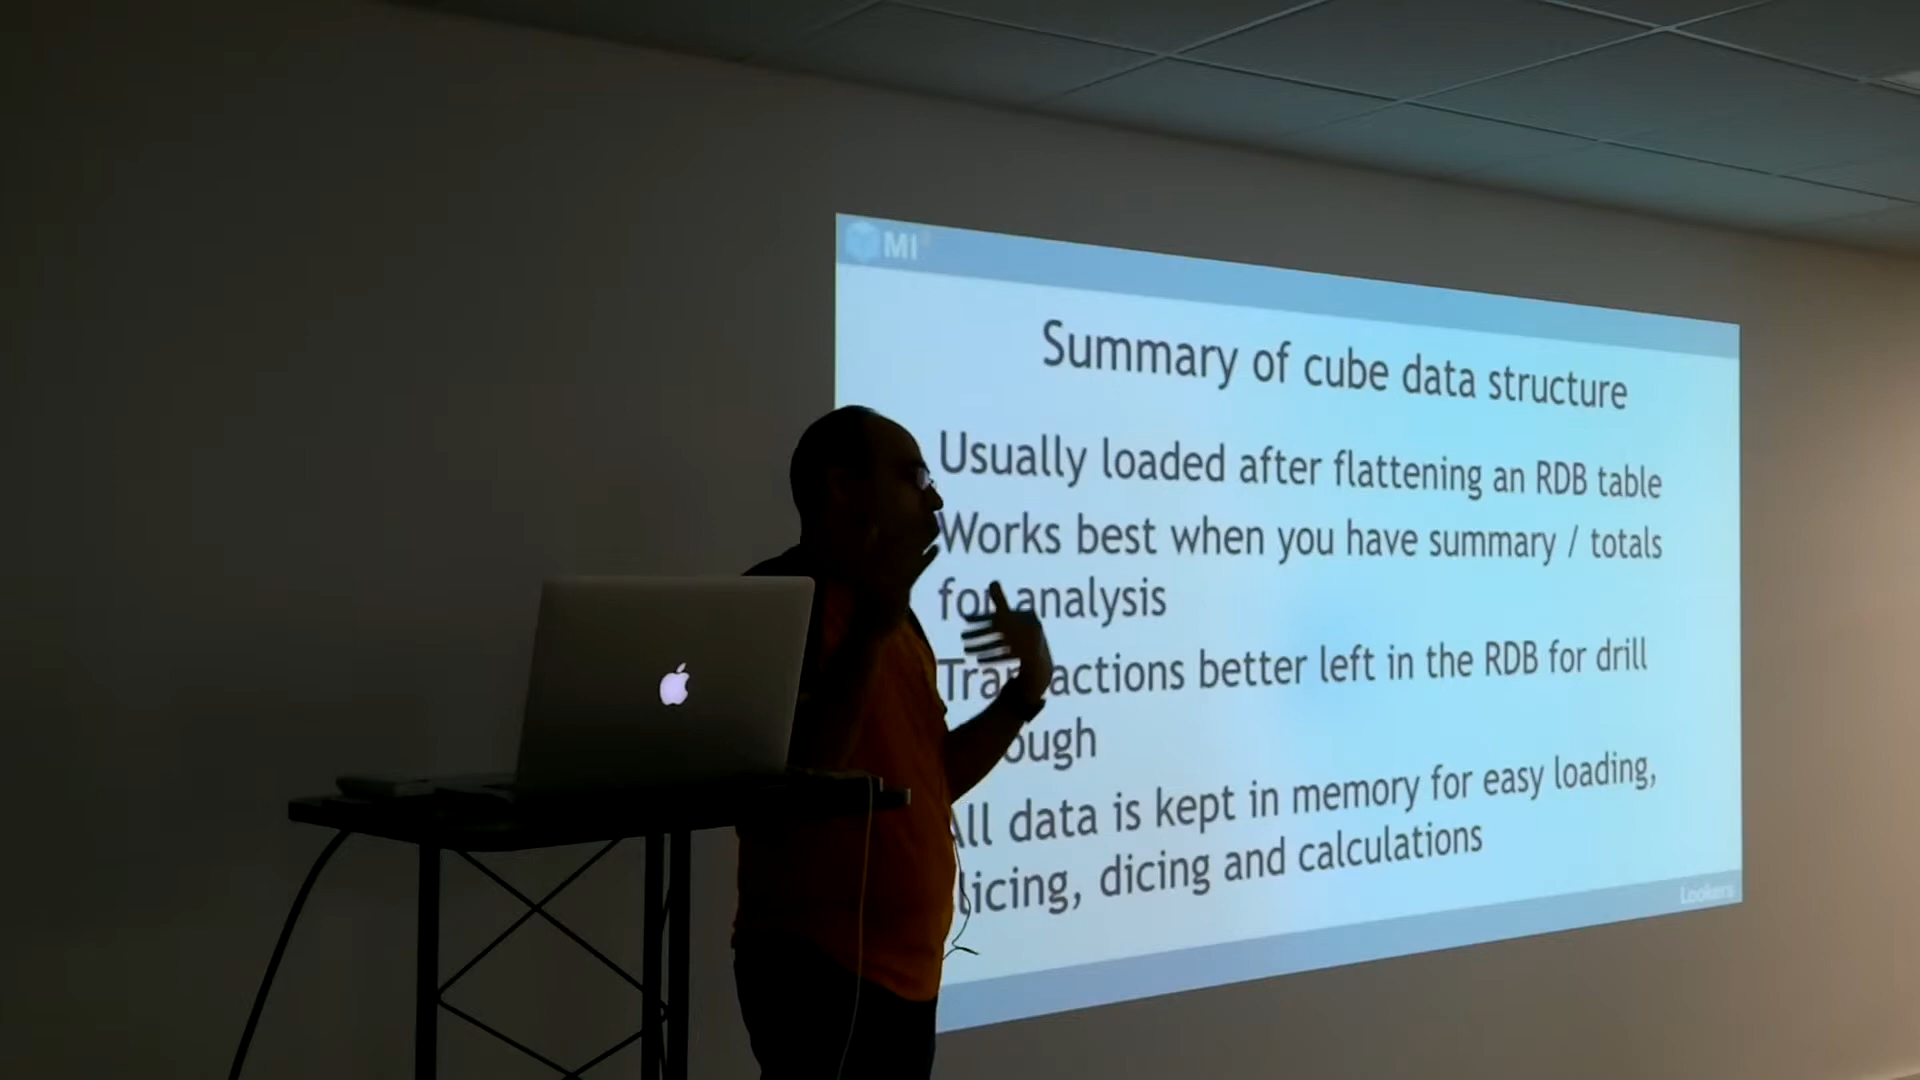 MI
Summary of cube data structure
Usually loaded after flattening an RDB table
Works best when you have summary / totals
for analysis
Transactions better left in the RDB for drill
ough
All data is kept in memory for easy loading,
slicing, dicing and calculations
Lookers